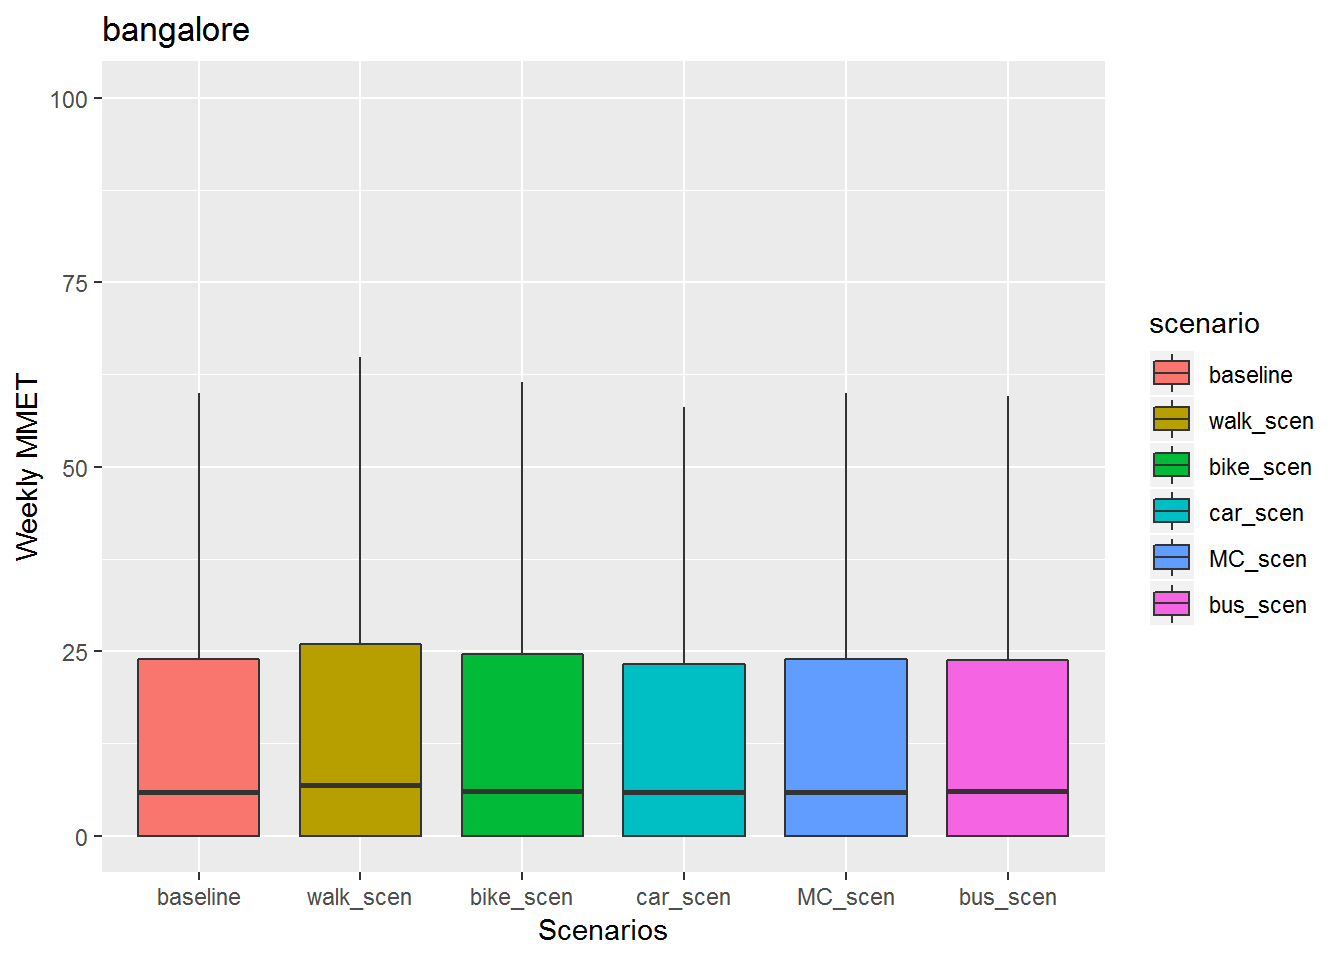 bangalore
100
75
50
25
0
Weekly MMET
baseline walk_scen bike_scen car_scen MC_scen bus_scen
Scenarios
scenario
baseline
walk_scen
bike_scen
car_scen
MC_scen
bus_scen